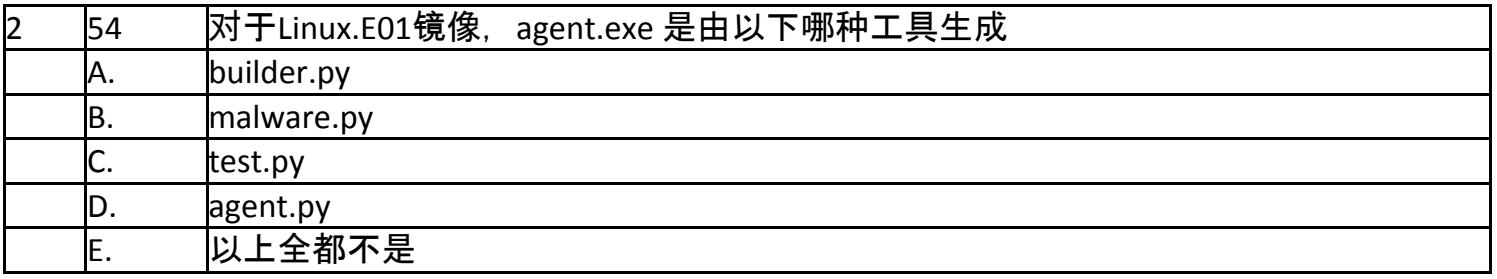 2 54 对于Linux.E01镜像，agent.exe 是由以下哪种工具生成
A. builder.py
B. malware.py
C. test.py
D. agent.py
E. 以上全都不是